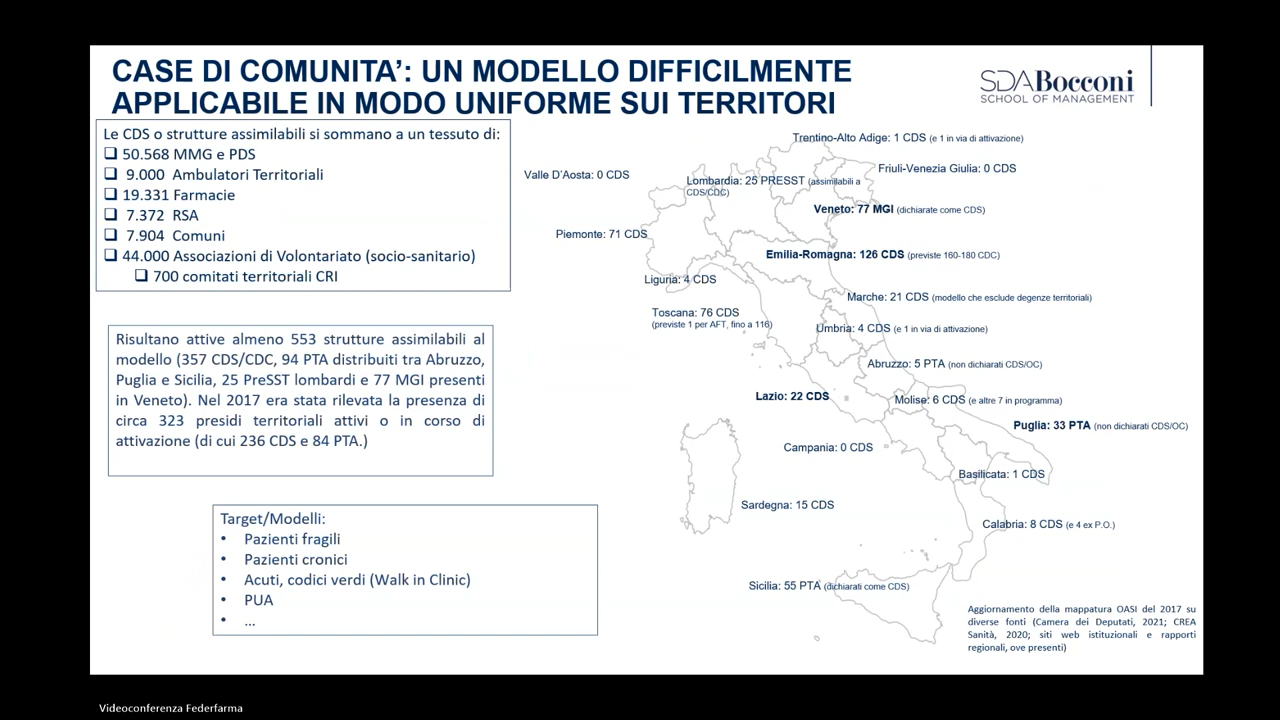 CASE DI COMUNITA’: UN MODELLO DIFFICILMENTE
APPLICABILE IN MODO UNIFORME SUI TERRITORI
SDABocconi
SCHOOL OF MANAGEMENT
Le CDS o strutture assimilabili si sommano a un tessuto di:
❑ 50.568 MMG e PDS
❑ 9.000 Ambulatori Territoriali
❑ 19.331 Farmacie
❑ 7.372 RSA
❑ 7.904 Comuni
❑ 44.000 Associazioni di Volontariato (socio-sanitario)
❑ 700 comitati territoriali CRI
Risultano attive almeno 553 strutture assimilabili al
modello (357 CDS/CDC, 94 PTA distribuiti tra Abruzzo,
Puglia e Sicilia, 25 PreSST lombardi e 77 MGI presenti
in Veneto). Nel 2017 era stata rilevata la presenza di
circa 323 presidi territoriali attivi o in corso di
attivazione (di cui 236 CDS e 84 PTA.)
Target/Modelli:
• Pazienti fragili
• Pazienti cronici
• Acuti, codici verdi (Walk in Clinic)
• PUA
• ...
Trentino-Alto Adige: 1 CDS (e 1 in via di attivazione)
Valle D’Aosta: 0 CDS
Friuli-Venezia Giulia: 0 CDS
Lombardia: 25 PRESST (assimilabili a
CDS/CDC)
Veneto: 77 MGI (dichiarate come CDS)
Piemonte: 71 CDS
Emilia-Romagna: 126 CDS (previste 160-180 CDC)
Liguria: 4 CDS
Marche: 21 CDS (modello che esclude degenze territoriali)
Toscana: 76 CDS
(previste 1 per AFT, fino a 116)
Umbria: 4 CDS (e 1 in via di attivazione)
Abruzzo: 5 PTA (non dichiarati CDS/OC)
Lazio: 22 CDS
Molise: 6 CDS (e altre 7 in programma)
Puglia: 33 PTA (non dichiarati CDS/OC)
Campania: 0 CDS
Basilicata: 1 CDS
Sardegna: 15 CDS
Calabria: 8 CDS (e 4 ex P.O.)
Sicilia: 55 PTA (dichiarati come CDS)
Aggiornamento della mappatura OASI del 2017 su
diverse fonti (Camera dei Deputati, 2021; CREA
Sanità, 2020; siti web istituzionali e rapporti
regionali, ove presenti)
Videoconferenza Federfarma